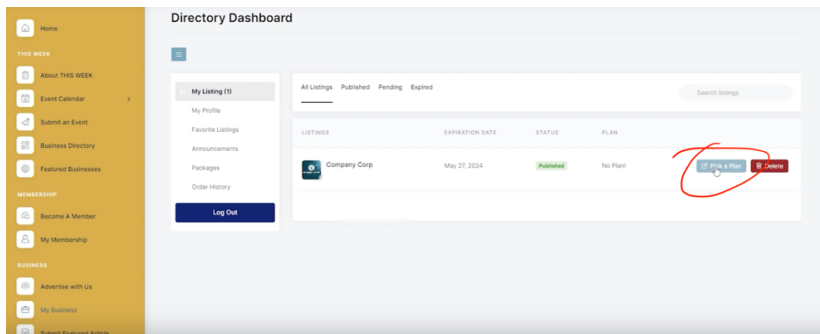 Directory Dashboard
Home
THIS WEEK
About THIS WEEK
Event Calendar
Submit an Event
Business Directory
Featured Businesses
MEMBERSHIP
Become A Member
My Membership
BUSINESS
Advertise with Us
My Business
Submit Featured Article
My Listing (1)
My Profile
Favorite Listings
Announcements
Packages
Order History
Log Out
All Listings Published Pending Expired
Search listings
LISTINGS EXPIRATION DATE STATUS PLAN
Company Corp May 27, 2024 Published No Plan! Pick a Plan Delete